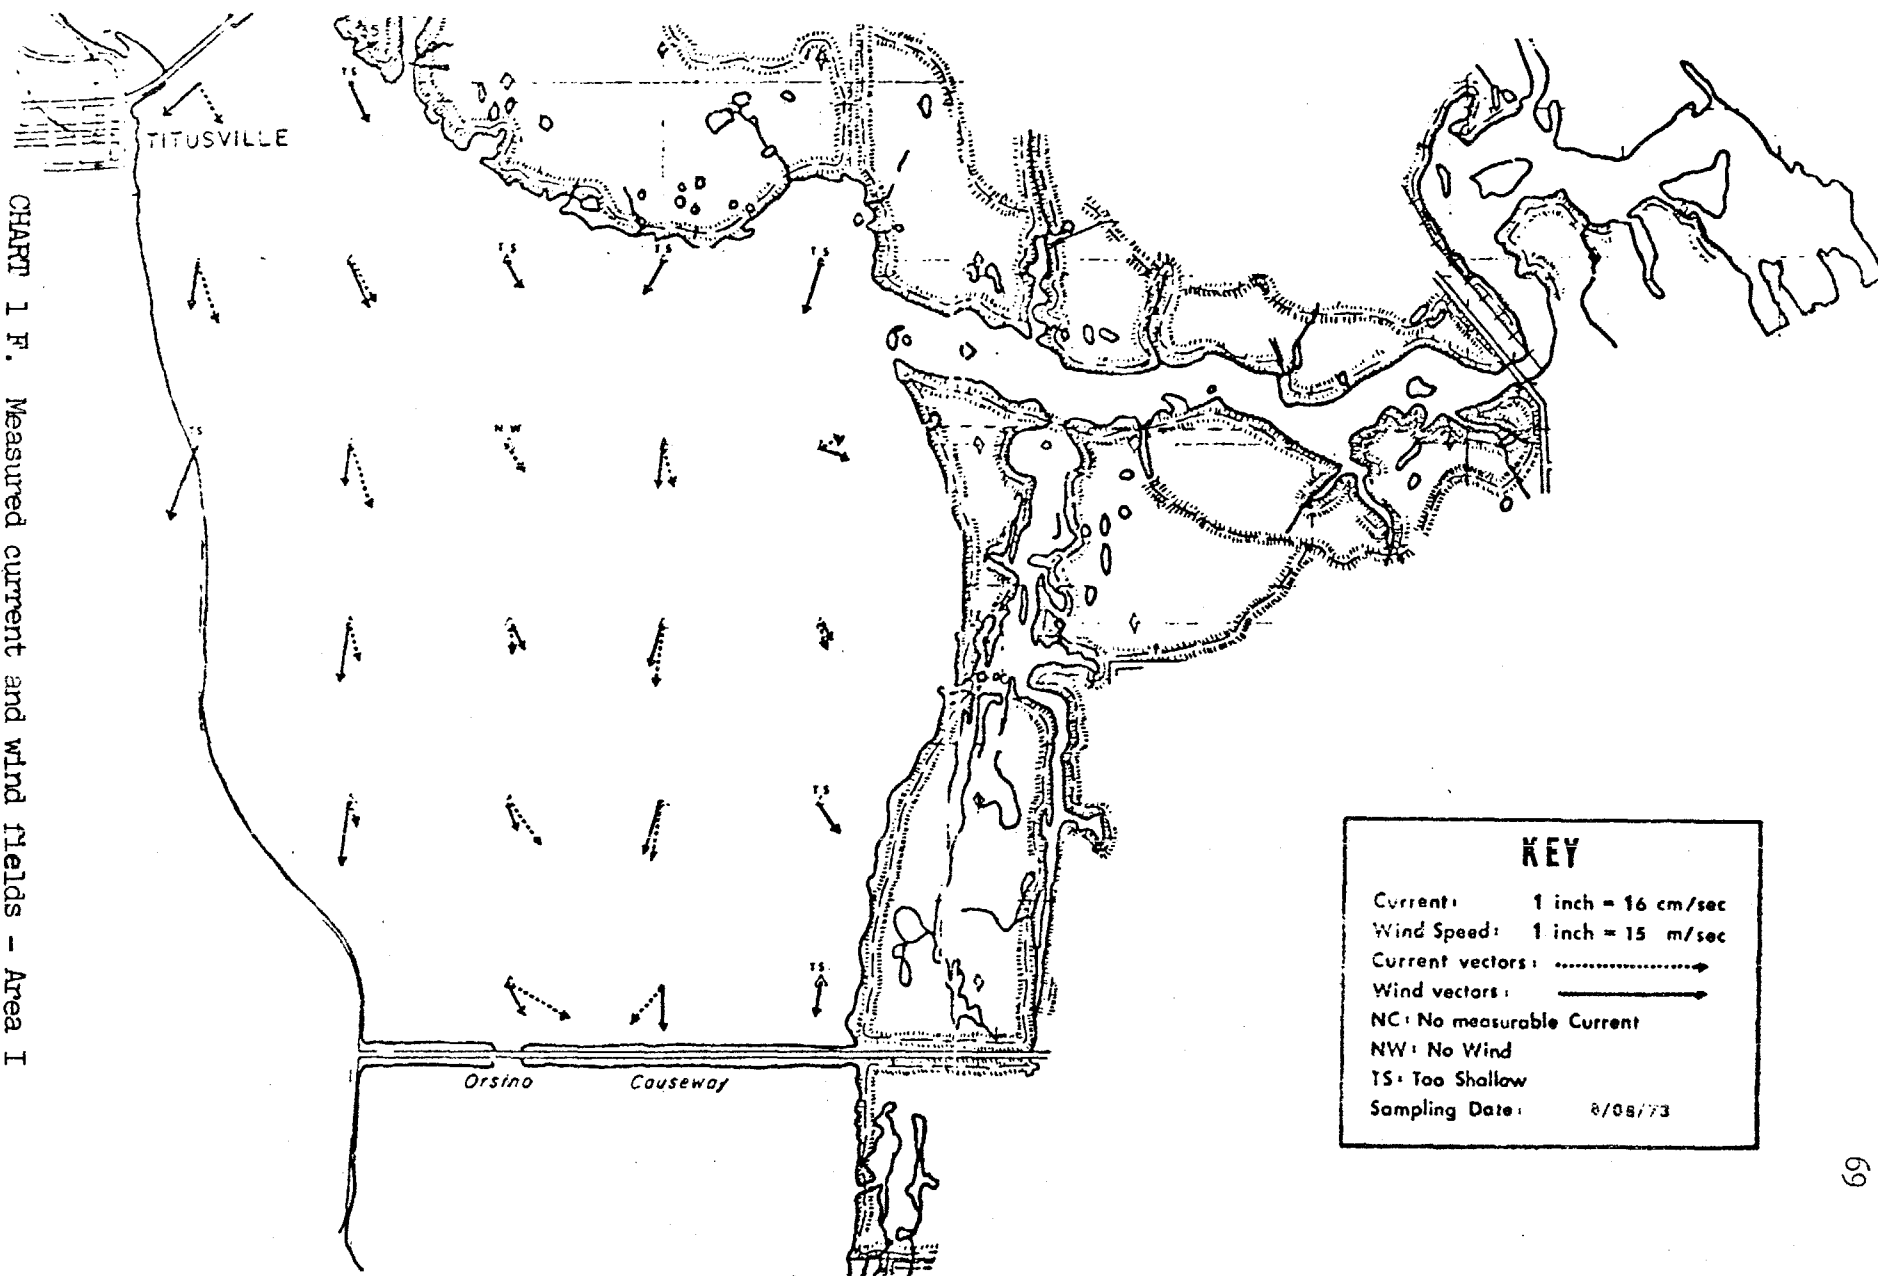 CHART 1 F. Measured current and wind fields - Area I
TITUSVILLE
TS
TS
TS
TS
TS
NW
TS
TS
Orsino Causeway
KEY
Current: 1 inch = 16 cm/sec
Wind Speed: 1 inch = 15 m/sec
Current vectors:
Wind vectors:
NC: No measurable Current
NW: No Wind
TS: Too Shallow
Sampling Date: 8/08/73
69